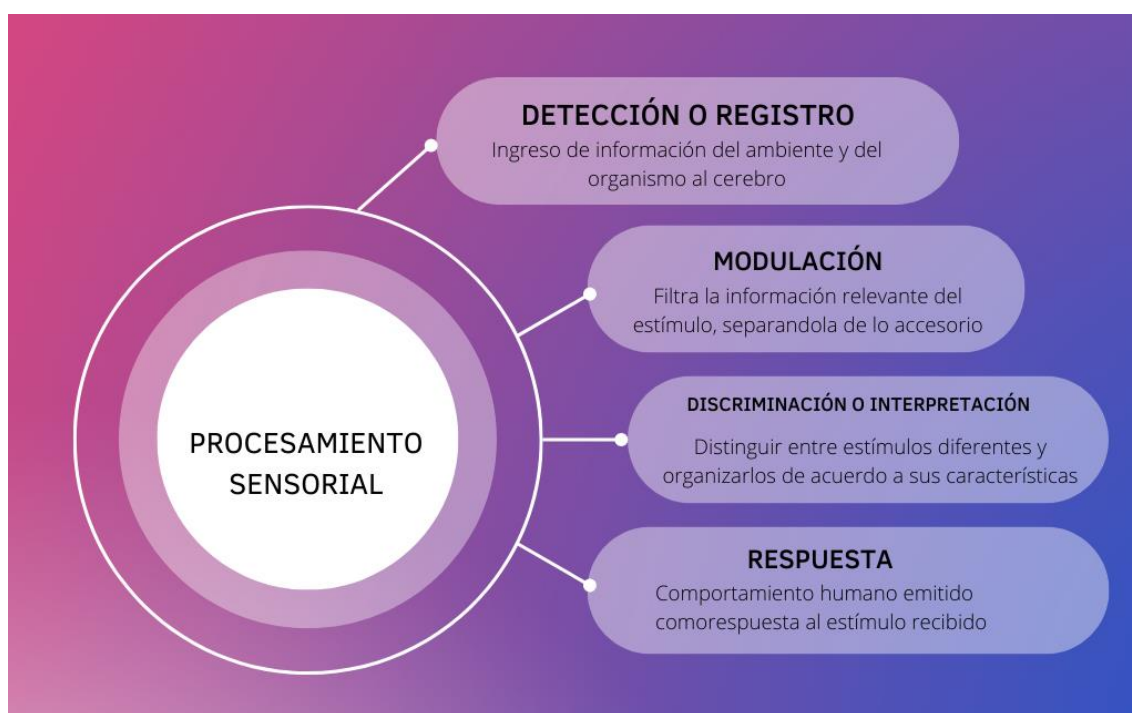 DETECCIÓN O REGISTRO
Ingreso de información del ambiente y del
organismo al cerebro
MODULACIÓN
Filtra la información relevante del
estímulo, separandola de lo accesorio
DISCRIMINACIÓN O INTERPRETACIÓN
Distinguir entre estímulos diferentes y
organizarlos de acuerdo a sus características
PROCESAMIENTO
SENSORIAL
RESPUESTA
Comportamiento humano emitido
comorespuesta al estímulo recibido